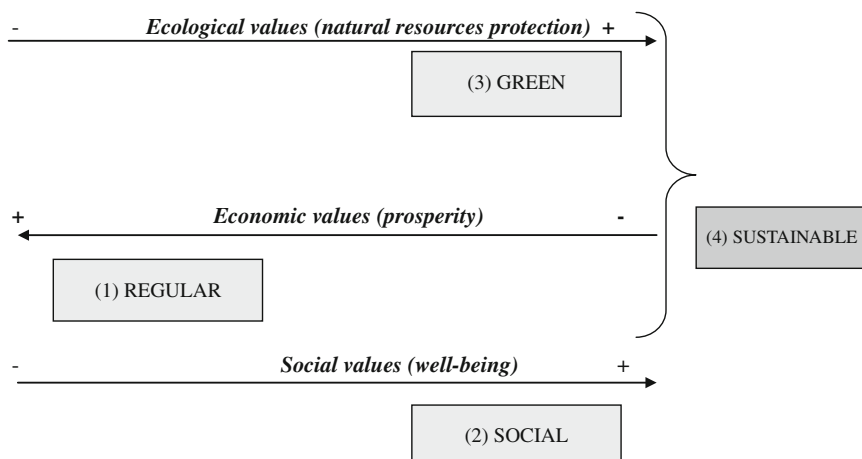 - Ecological values (natural resources protection) +
(3) GREEN
+ Economic values (prosperity) -
(4) SUSTAINABLE
(1) REGULAR
- Social values (well-being) +
(2) SOCIAL